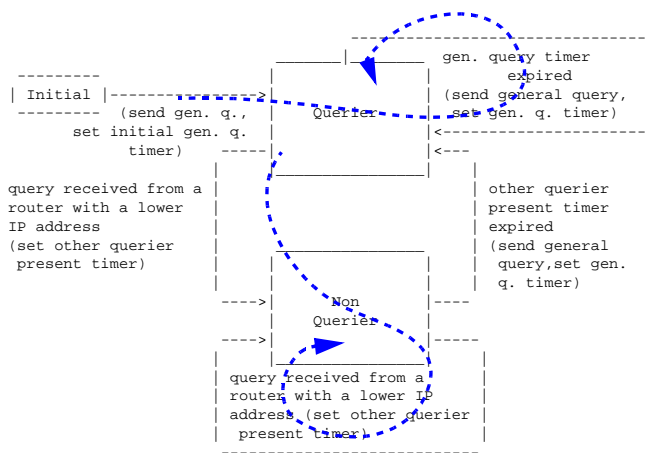 gen. query timer
expired
Initial
(send general query,
(send gen. q.,
Querier
set gen. q. timer)
set initial gen. q.
timer)
query received from a
router with a lower
IP address
(set other querier
present timer)
other querier
present timer
expired
(send general
query,set gen.
q. timer)
Non
Querier
query received from a
router with a lower IP
address (set other querier
present timer)